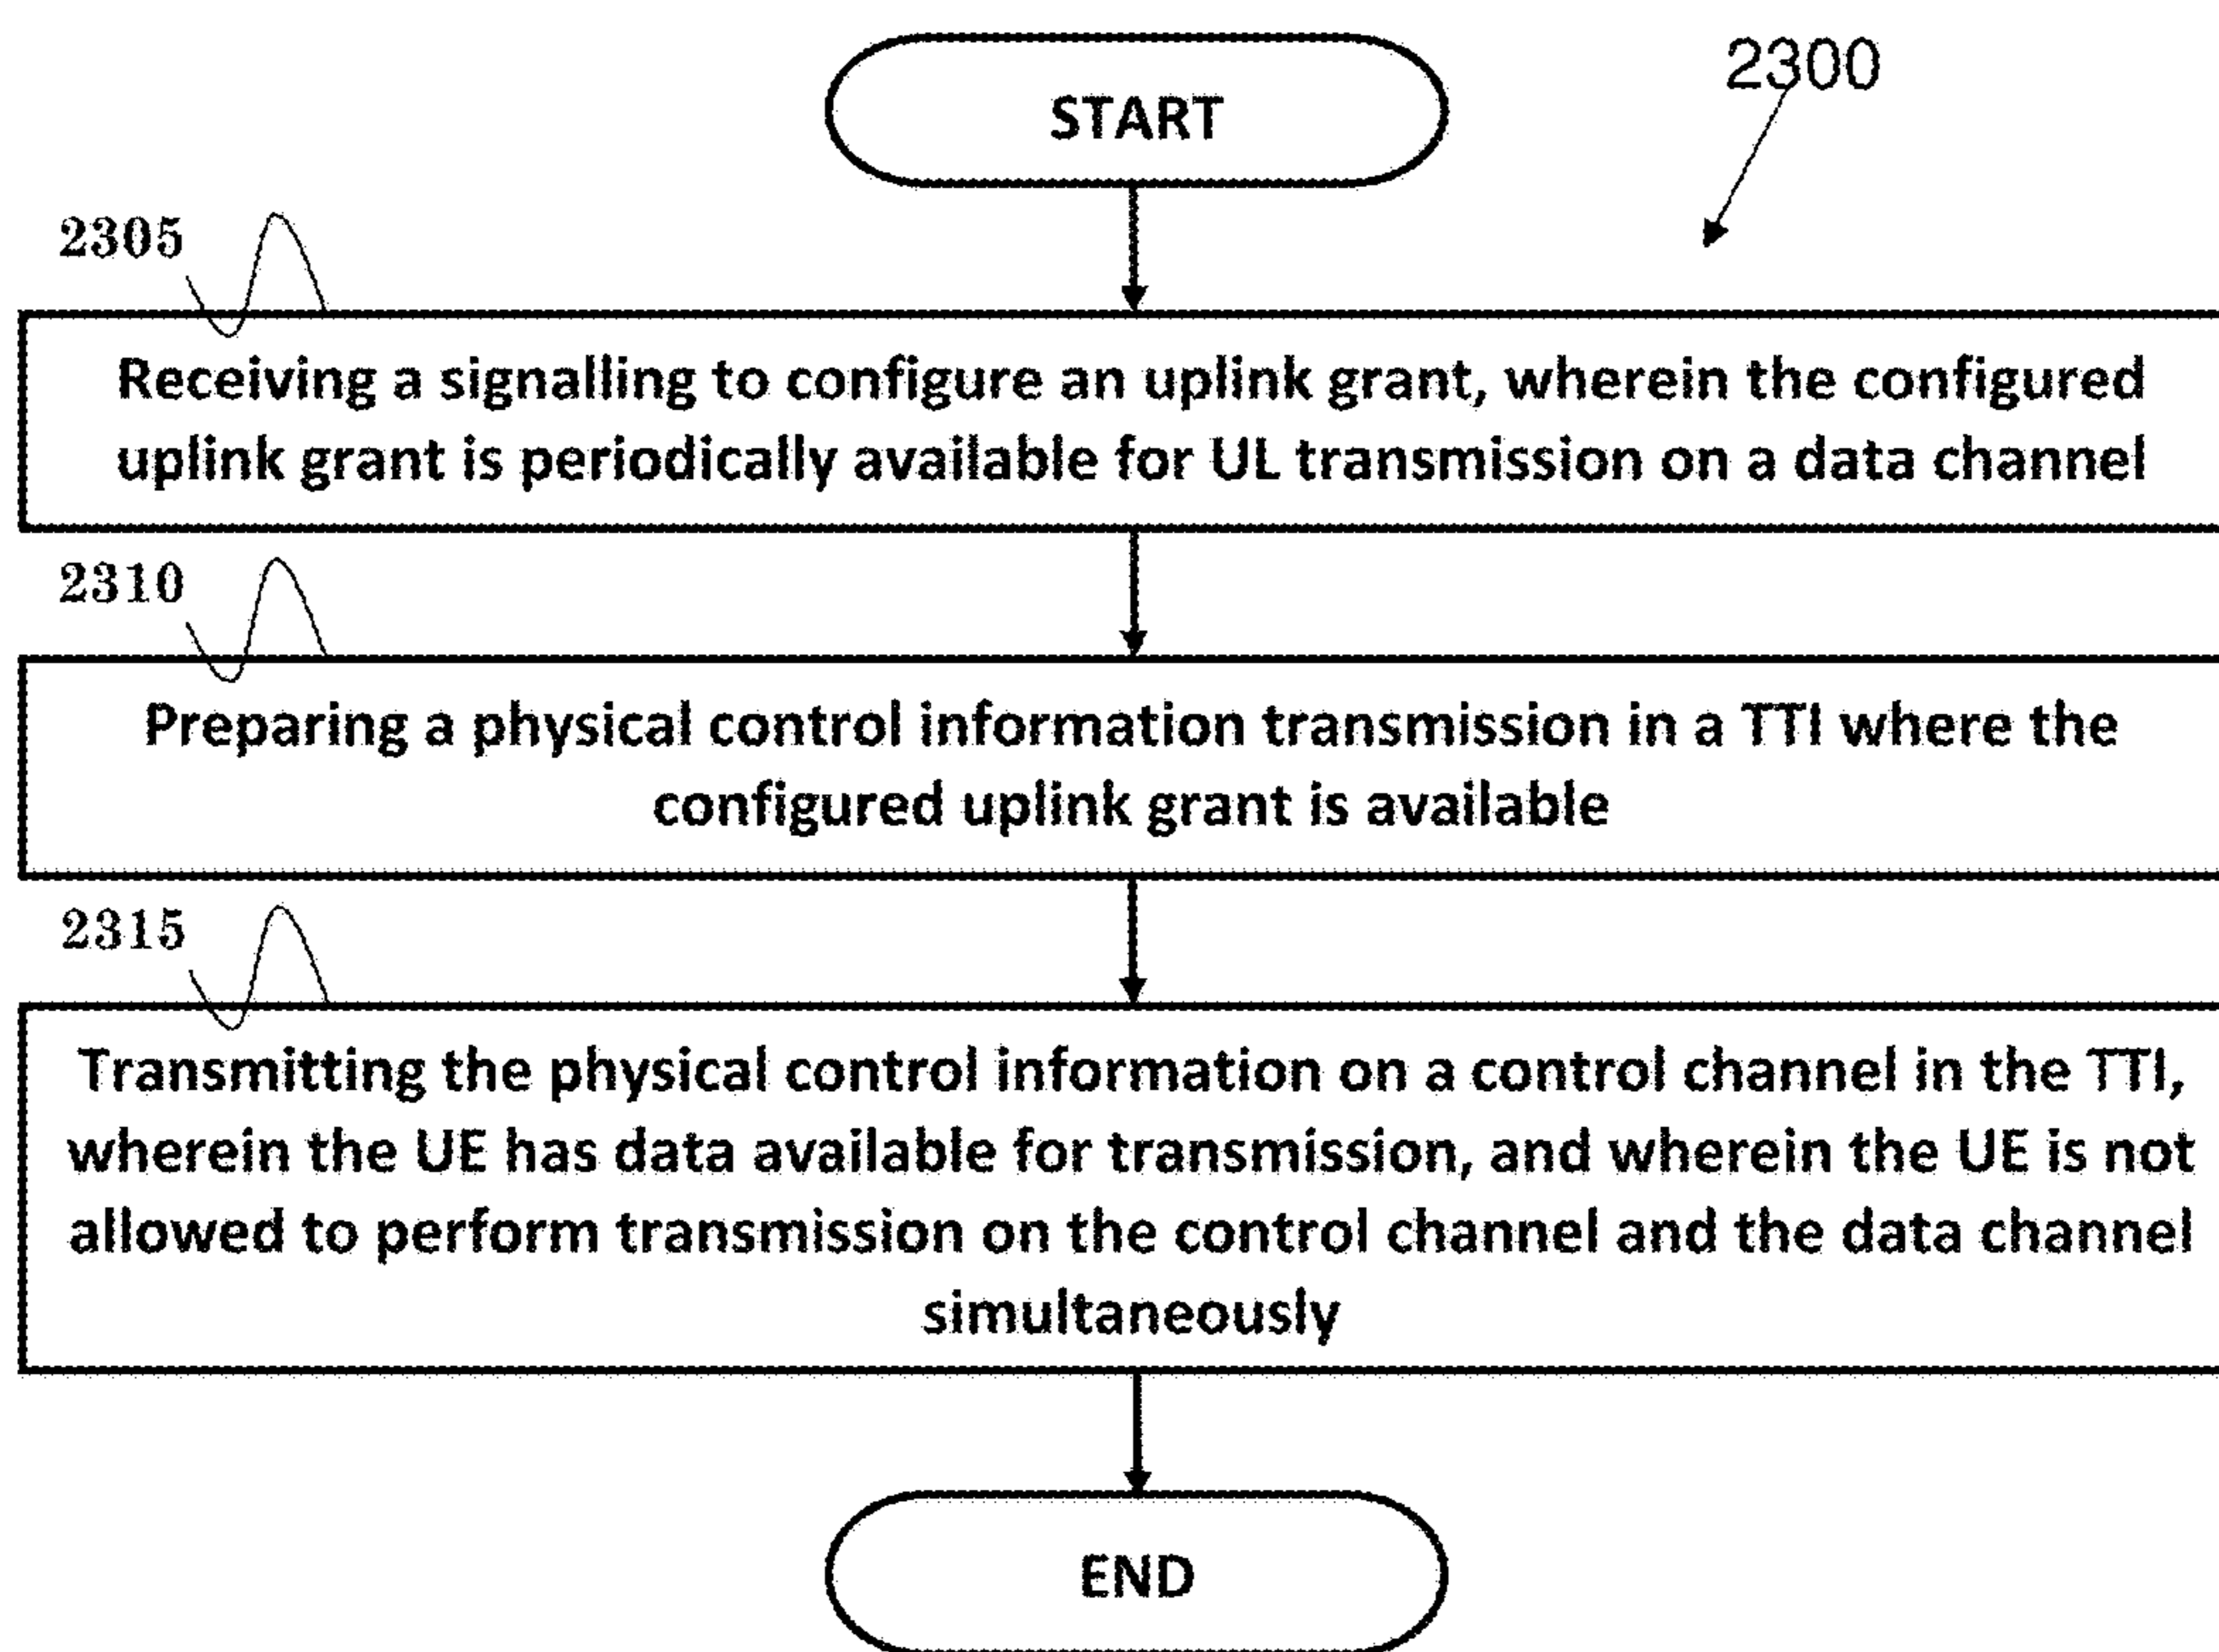 START
2300
2305
Receiving a signalling to configure an uplink grant, wherein the configured
uplink grant is periodically available for UL transmission on a data channel
2310
Preparing a physical control information transmission in a TTI where the
configured uplink grant is available
2315
Transmitting the physical control information on a control channel in the TTI,
wherein the UE has data available for transmission, and wherein the UE is not
allowed to perform transmission on the control channel and the data channel
simultaneously
END